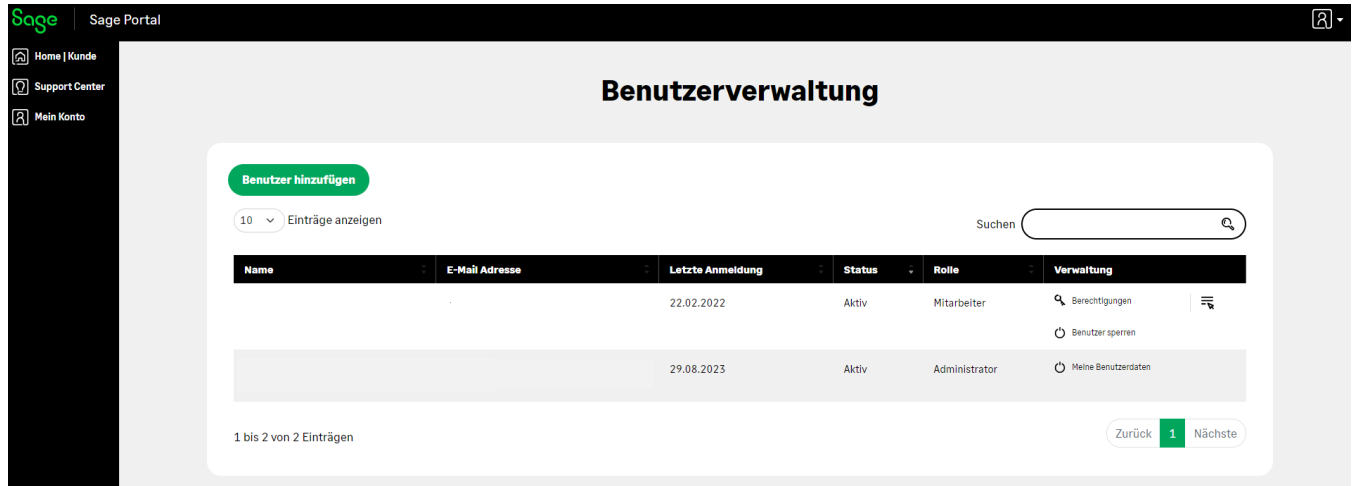 Sage Sage Portal
Home | Kunde
Support Center
Mein Konto
Benutzerverwaltung
Benutzer hinzufügen
10 Einträge anzeigen
Suchen
Name E-Mail Adresse Letzte Anmeldung Status Rolle Verwaltung
22.02.2022 Aktiv Mitarbeiter Berechtigungen
Benutzer sperren
29.08.2023 Aktiv Administrator Meine Benutzerdaten
1 bis 2 von 2 Einträgen
Zurück 1 Nächste